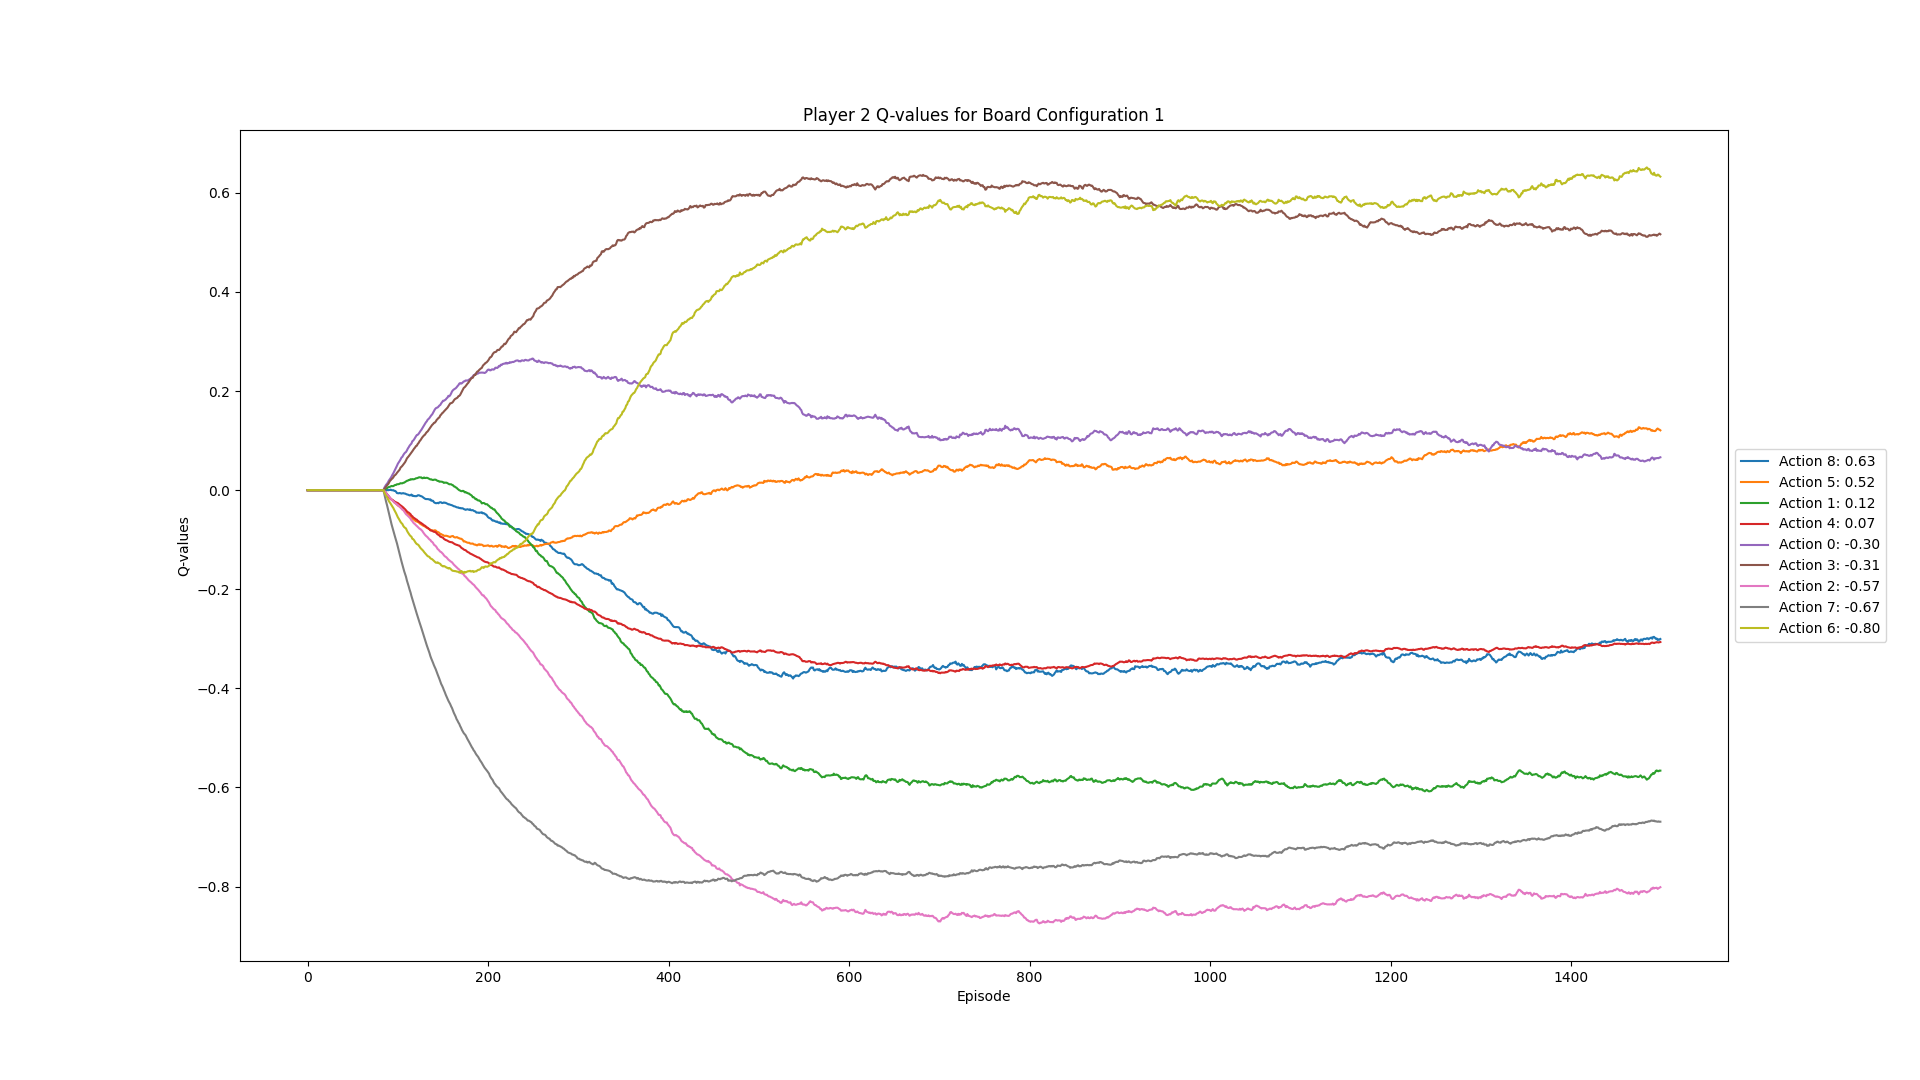 Player 2 Q-values for Board Configuration 1
Q-values
0.6
0.4
0.2
0.0
−0.2
−0.4
−0.6
−0.8
0
200
400
600
800
1000
1200
1400
Episode
Action 8: 0.63
Action 5: 0.52
Action 1: 0.12
Action 4: 0.07
Action 0: -0.30
Action 3: -0.31
Action 2: -0.57
Action 7: -0.67
Action 6: -0.80